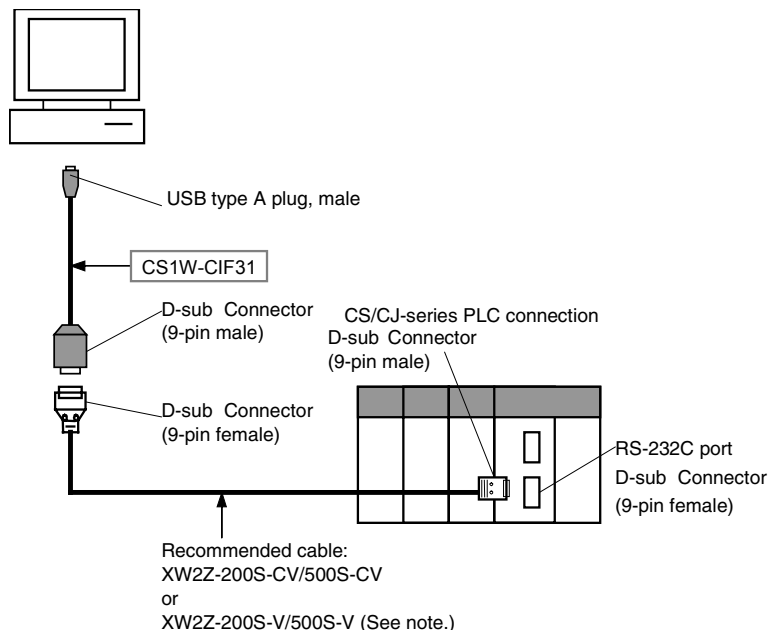 USB type A plug, male
CS1W-CIF31
D-sub Connector
(9-pin male)
CS/CJ-series PLC connection
D-sub Connector
(9-pin male)
D-sub Connector
(9-pin female)
RS-232C port
D-sub Connector
(9-pin female)
Recommended cable:
XW2Z-200S-CV/500S-CV
or
XW2Z-200S-V/500S-V (See note.)